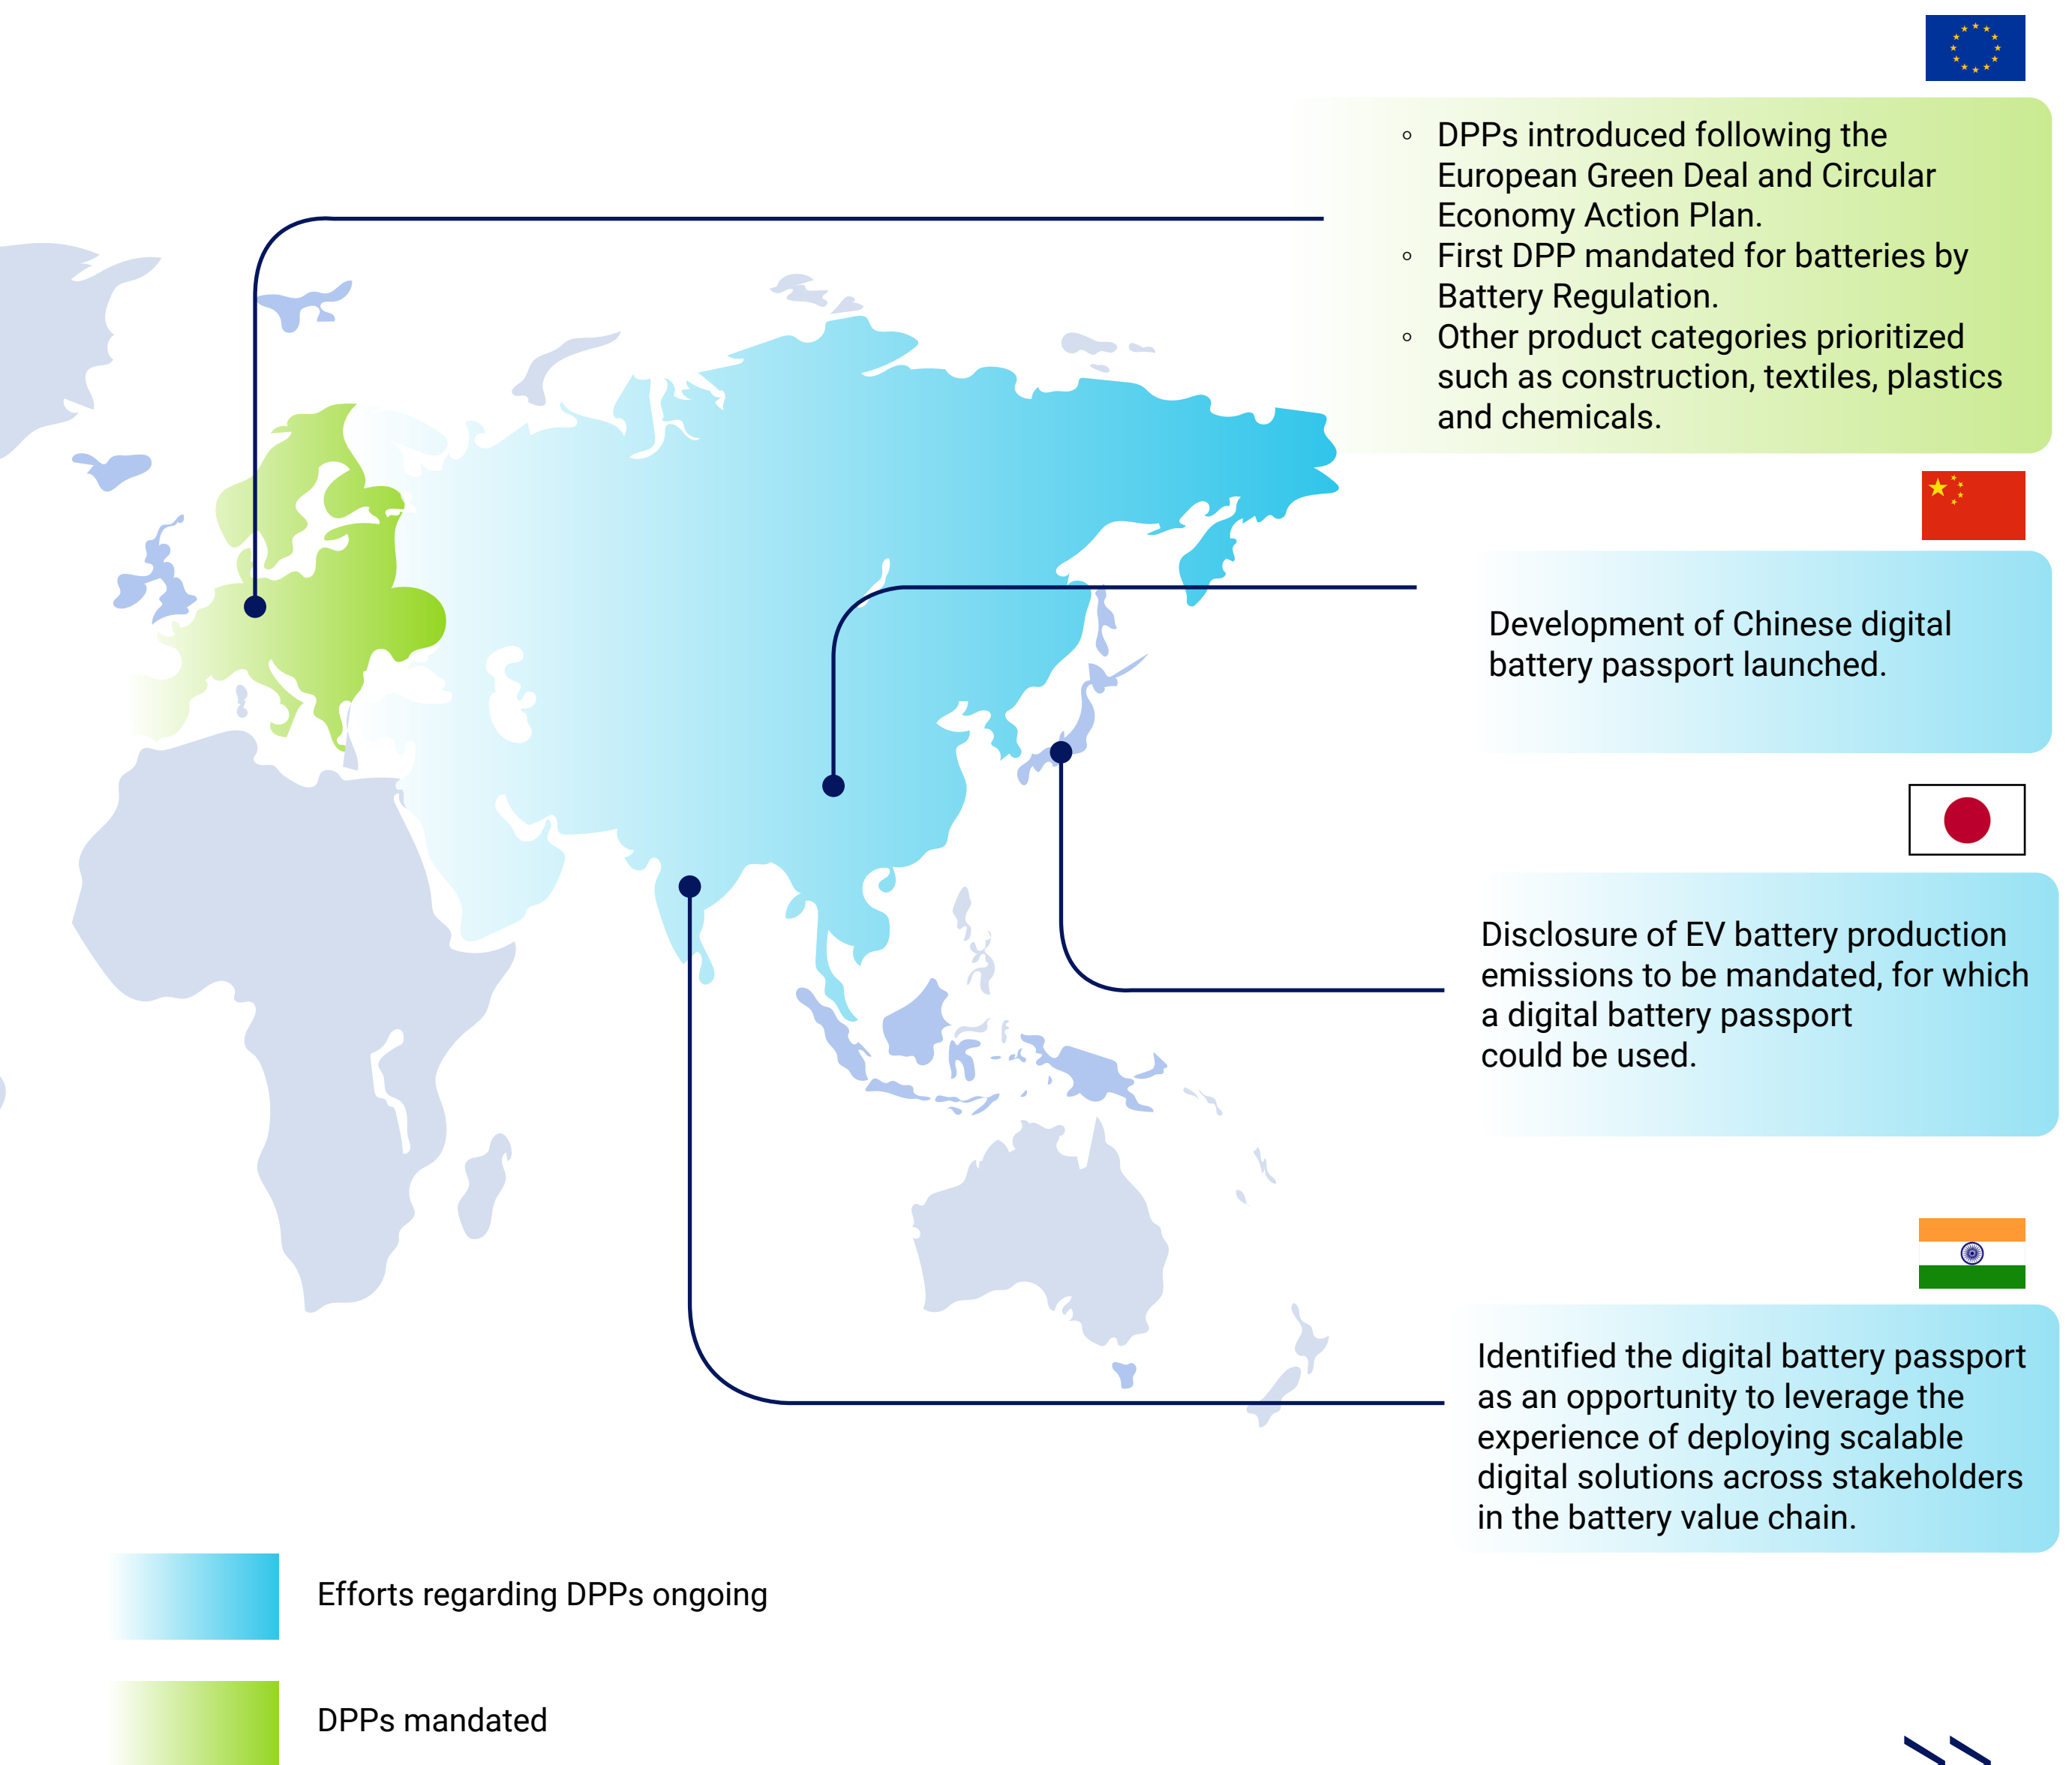 ◦ DPPs introduced following the
European Green Deal and Circular
Economy Action Plan.
◦ First DPP mandated for batteries by
Battery Regulation.
◦ Other product categories prioritized
such as construction, textiles, plastics
and chemicals.
Development of Chinese digital
battery passport launched.
Disclosure of EV battery production
emissions to be mandated, for which
a digital battery passport
could be used.
Identified the digital battery passport
as an opportunity to leverage the
experience of deploying scalable
digital solutions across stakeholders
in the battery value chain.
Efforts regarding DPPs ongoing
DPPs mandated